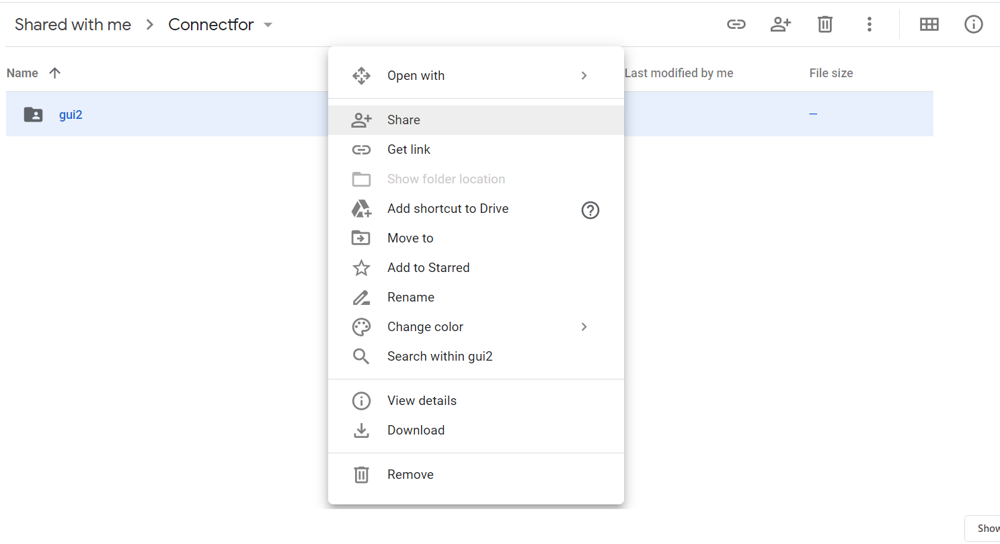 Shared with me > Connectfor
Name Last modified by me File size
gui2 —
Open with
Share
Get link
Show folder location
Add shortcut to Drive
Move to
Add to Starred
Rename
Change color
Search within gui2
View details
Download
Remove
Show